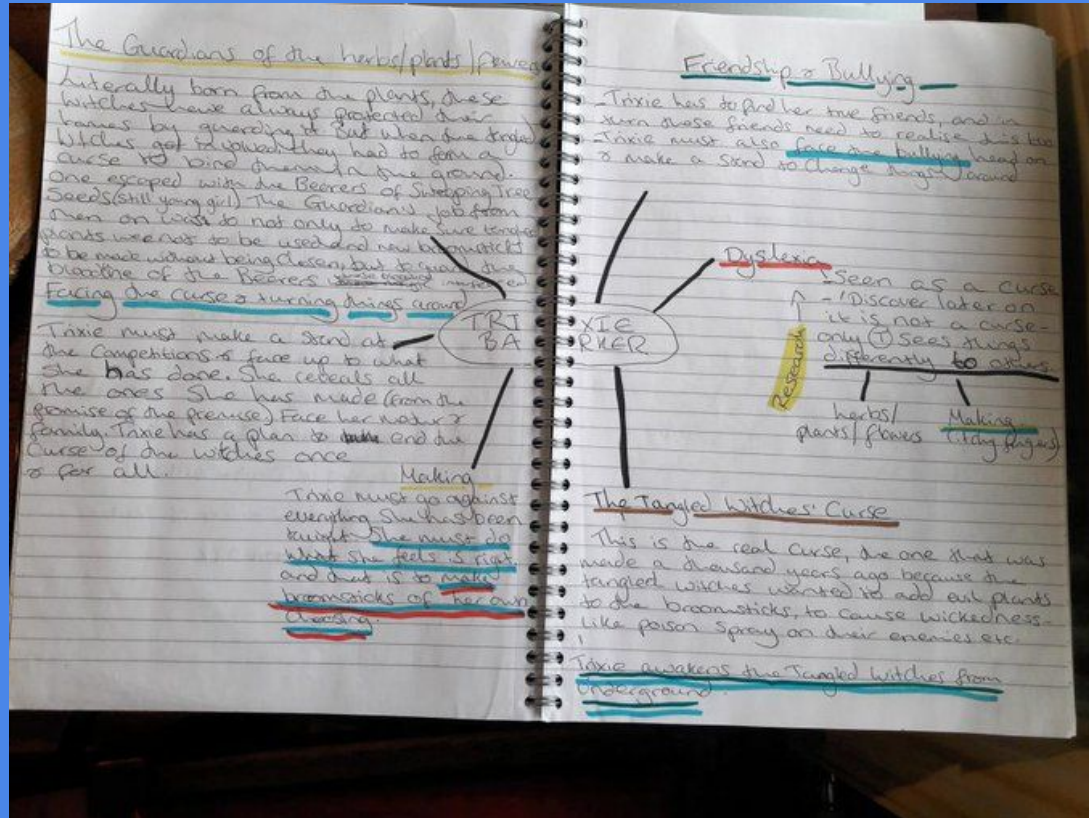 The Guardians of the herbs/plants/flowers
Literally born from the plants, these
witches have always protected their
homes by guarding it. But when the tangled
witches got they had to form a
curse to bind them in the ground.
One escaped with the Bearers of Sweeping Tree
Seeds (still young girl) The Guardian's job from
then on was to not only to make sure
plants were not to be used and new broomsticks
to be made without being chosen, but to guard the
bloodline of the Bearers
Facing the curse & turning things around
Trixie must make a stand at
the Competitions & face up to what
she has done. She reveals all
the ones she has made (from the
promise of the premise) Face her mother &
family. Trixie has a plan to end the
Curse of the witches once
& for all.
Making
Trixie must go against
everything she has been
taught. She must do
what she feels is right
and that is to make
broomsticks of her own
choosing.
TRIXIE
BARKER
Friendship & Bullying
- Trixie has to find her true friends, and in
turn those friends need to realise this too
- Trixie must also face the bullying head on
& make a stand to change things around
Dyslexia
- Seen as a curse
- 'Discover later on
it is not a curse -
only T sees things
differently to others.
Research
herbs/
plants/flowers
Making
(itchy fingers)
The Tangled Witches' Curse
This is the real curse, the one that was
made a thousand years ago because the
tangled witches wanted to add evil plants
to the broomsticks, to cause wickedness -
like poison spray on their enemies etc.
Trixie awakens the Tangled Witches from
Underground.